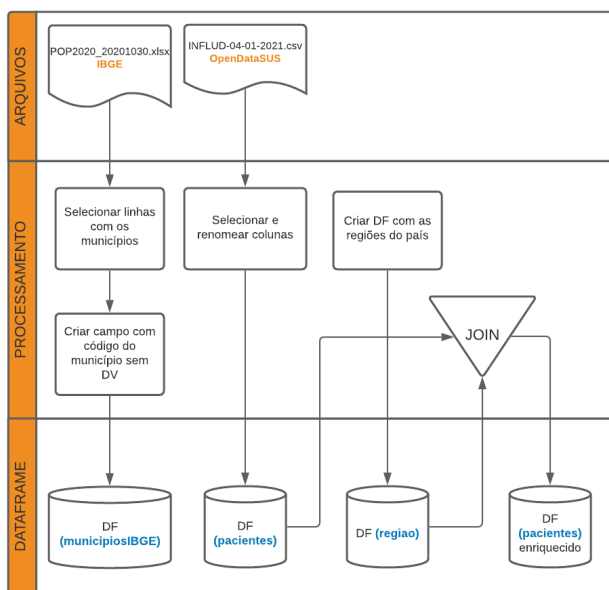 ARQUIVOS
POP2020_20201030.xlsx
IBGE
INFLUD-04-01-2021.csv
OpenDataSUS
PROCESSAMENTO
Selecionar linhas
com os
municípios
Selecionar e
renomear colunas
Criar DF com as
regiões do país
Criar campo com
código do
município sem
DV
JOIN
DATAFRAME
DF
(municipiosIBGE)
DF
(pacientes)
DF (regiao)
DF
(pacientes)
enriquecido